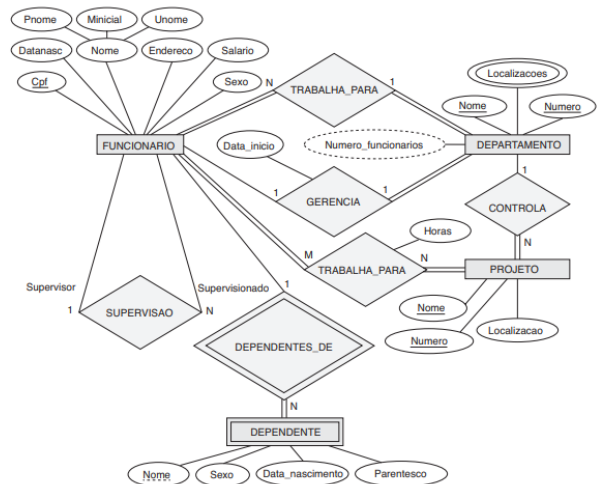 Pnome Minicial Unome
Datanasc Nome Endereco Salario
Cpf Sexo
N TRABALHA_PARA 1
Localizacoes
Nome Numero
FUNCIONARIO
Data_inicio
Numero_funcionarios
DEPARTAMENTO
1 GERENCIA 1
1
CONTROLA
N
Horas
M TRABALHA_PARA N
PROJETO
Nome
Numero
Localizacao
Supervisor Supervisionado
1 SUPERVISAO N
1
DEPENDENTES_DE
N
DEPENDENTE
Nome Sexo Data_nascimento Parentesco